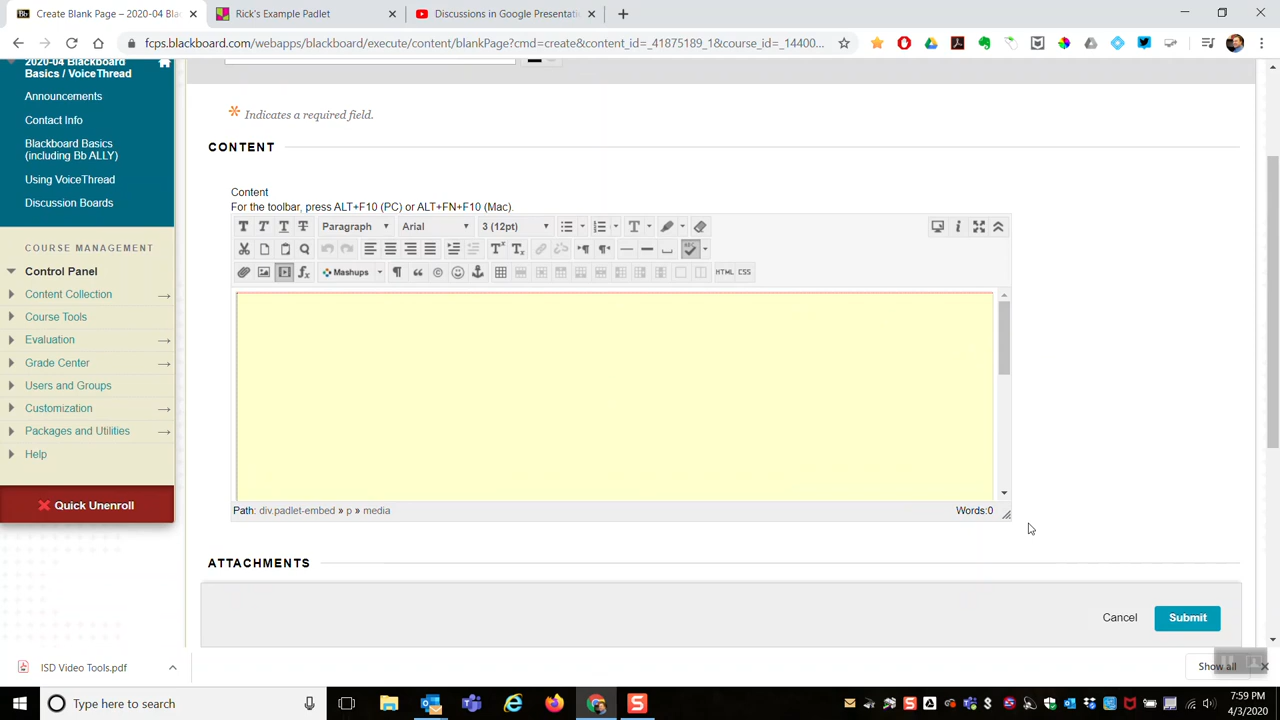 Create Blank Page – 2020-04 Bla
Rick's Example Padlet
Discussions in Google Presentati
fcps.blackboard.com/webapps/blackboard/execute/content/blankPage?cmd=create&content_id=_41875189_1&course_id=_14400...
2020-04 Blackboard
Basics / VoiceThread
Announcements
Contact Info
Blackboard Basics
(including Bb ALLY)
Using VoiceThread
Discussion Boards
COURSE MANAGEMENT
Control Panel
Content Collection
Course Tools
Evaluation
Grade Center
Users and Groups
Customization
Packages and Utilities
Help
Quick Unenroll
Indicates a required field.
CONTENT
Content
For the toolbar, press ALT+F10 (PC) or ALT+FN+F10 (Mac).
Paragraph Arial 3 (12pt)
Mashups HTML CSS
Path: div.padlet-embed » p » media Words:0
ATTACHMENTS
Cancel Submit
ISD Video Tools.pdf
Show all
Type here to search
7:59 PM
4/3/2020